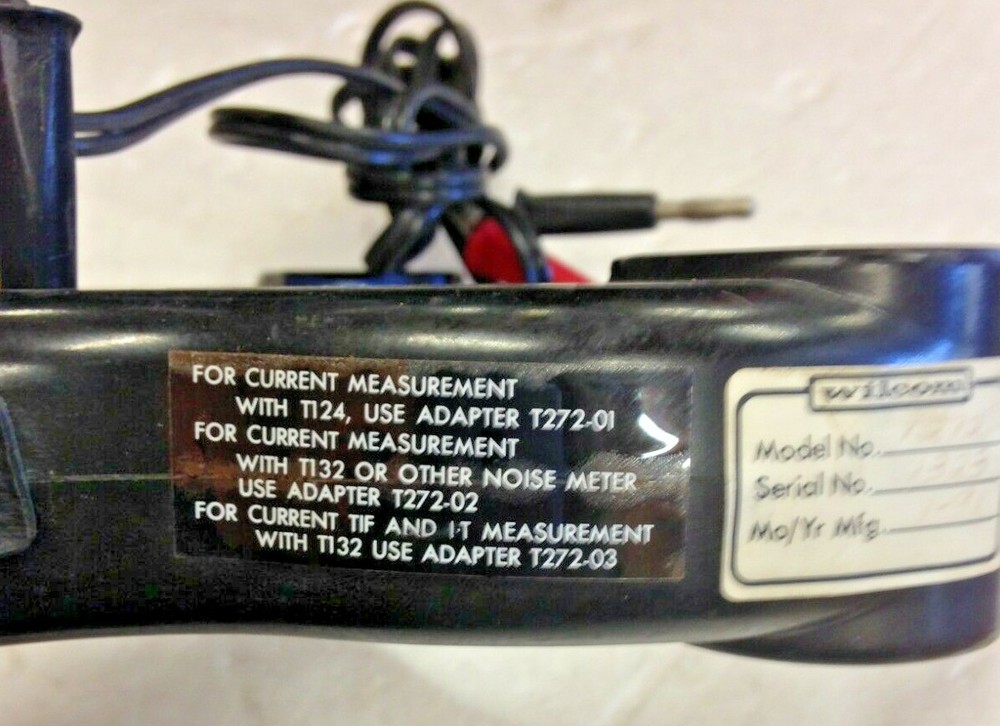 FOR CURRENT MEASUREMENT
WITH T124, USE ADAPTER T272-01
FOR CURRENT MEASUREMENT
WITH T132 OR OTHER NOISE METER
USE ADAPTER T272-02
FOR CURRENT TIF AND I·T MEASUREMENT
WITH T132 USE ADAPTER T272-03
wilcom
Model No.
Serial No.
Mo/Yr Mfg.